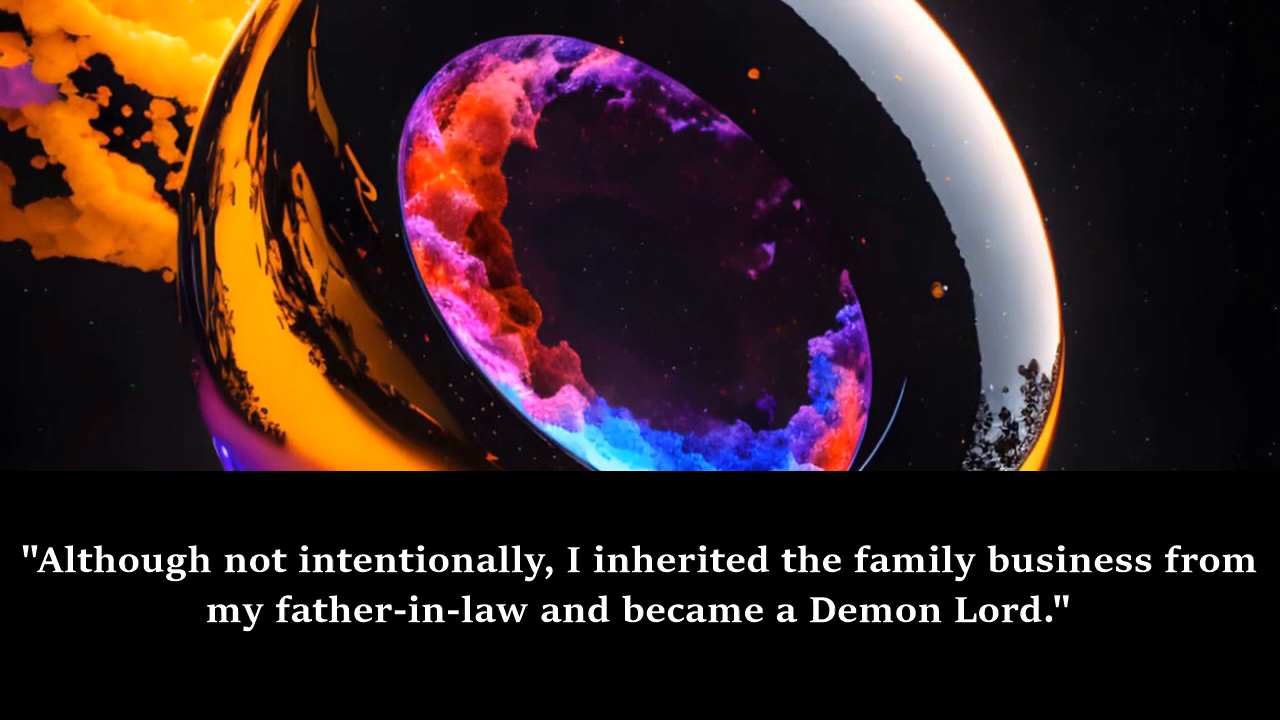 "Although not intentionally, I inherited the family business from
my father-in-law and became a Demon Lord."